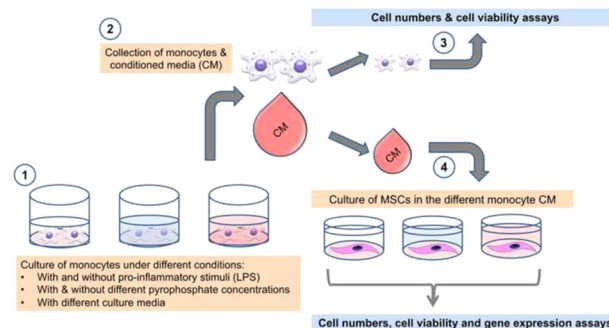 Cell numbers & cell viability assays
2
3
Collection of monocytes &
conditioned media (CM)
CM
CM
4
1
Culture of MSCs in the different monocyte CM
Culture of monocytes under different conditions:
• With and without pro-inflammatory stimuli (LPS)
• With & without different pyrophosphate concentrations
• With different culture media
Cell numbers, cell viability and gene expression assays